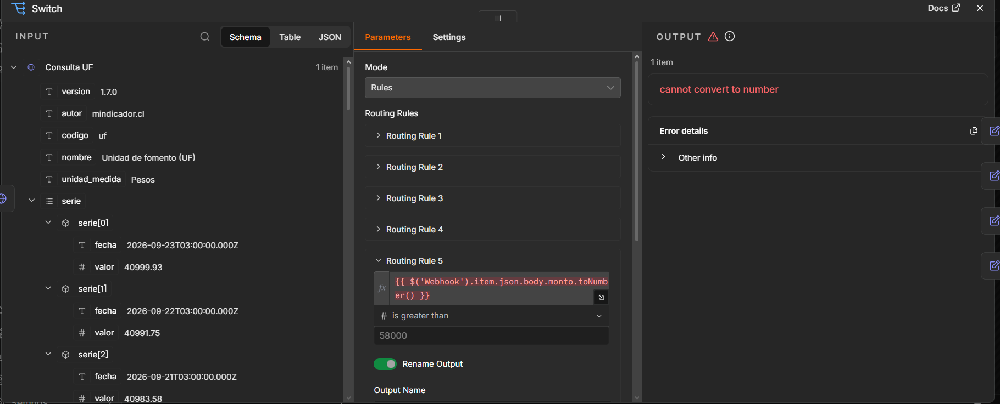 Switch
Docs
INPUT
Schema
Table
JSON
Consulta UF
1 item
T version 1.7.0
T autor mindicador.cl
T codigo uf
T nombre Unidad de fomento (UF)
T unidad_medida Pesos
serie
serie[0]
T fecha 2026-09-23T03:00:00.000Z
# valor 40999.93
serie[1]
T fecha 2026-09-22T03:00:00.000Z
# valor 40991.75
serie[2]
T fecha 2026-09-21T03:00:00.000Z
# valor 40983.58
Parameters
Settings
Mode
Rules
Routing Rules
Routing Rule 1
Routing Rule 2
Routing Rule 3
Routing Rule 4
Routing Rule 5
fx
{{ $('Webhook').item.json.body.monto.toNumb
er() }}
# is greater than
58000
Rename Output
Output Name
OUTPUT
1 item
cannot convert to number
Error details
Other info